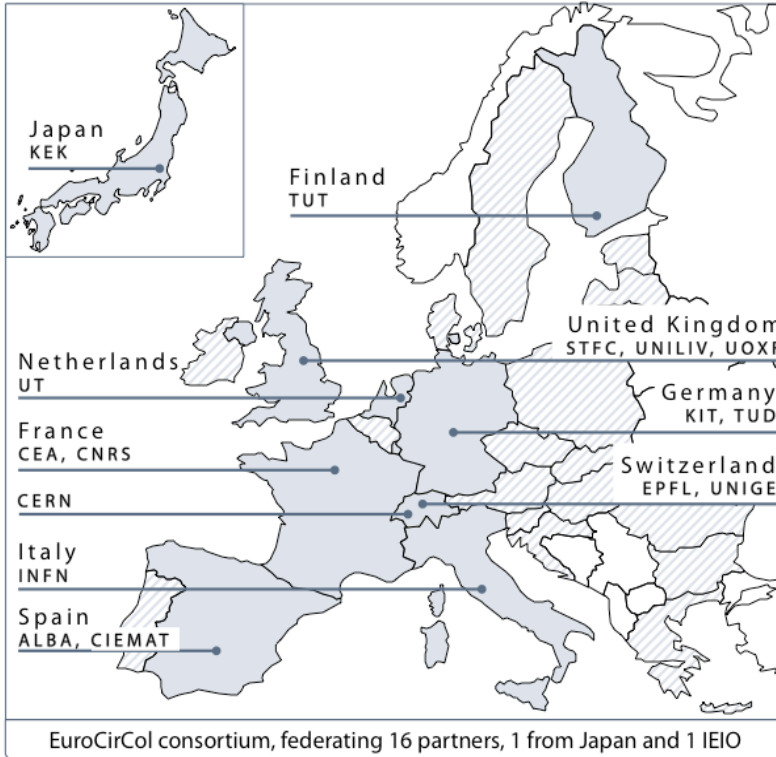 Japan
KEK
Finland
TUT
United Kingdom
STFC, UNILIV, UOXF
Netherlands
UT
Germany
KIT, TUD
France
CEA, CNRS
Switzerland
EPFL, UNIGE
CERN
Italy
INFN
Spain
ALBA, CIEMAT
EuroCirCol consortium, federating 16 partners, 1 from Japan and 1 IEIO